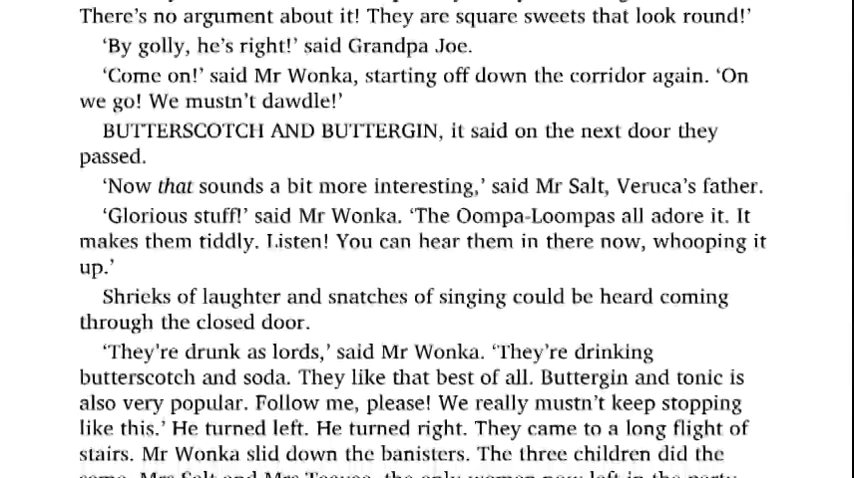 There’s no argument about it! They are square sweets that look round!’
‘By golly, he’s right!’ said Grandpa Joe.
‘Come on!’ said Mr Wonka, starting off down the corridor again. ‘On
we go! We mustn’t dawdle!’
BUTTERSCOTCH AND BUTTERGIN, it said on the next door they
passed.
‘Now that sounds a bit more interesting,’ said Mr Salt, Veruca’s father.
‘Glorious stuff!’ said Mr Wonka. ‘The Oompa-Loompas all adore it. It
makes them tiddly. Listen! You can hear them in there now, whooping it
up.’
Shrieks of laughter and snatches of singing could be heard coming
through the closed door.
‘They’re drunk as lords,’ said Mr Wonka. ‘They’re drinking
butterscotch and soda. They like that best of all. Buttergin and tonic is
also very popular. Follow me, please! We really mustn’t keep stopping
like this.’ He turned left. He turned right. They came to a long flight of
stairs. Mr Wonka slid down the banisters. The three children did the
same. Mrs Salt and Mrs Teavee, the only women now left in the party,